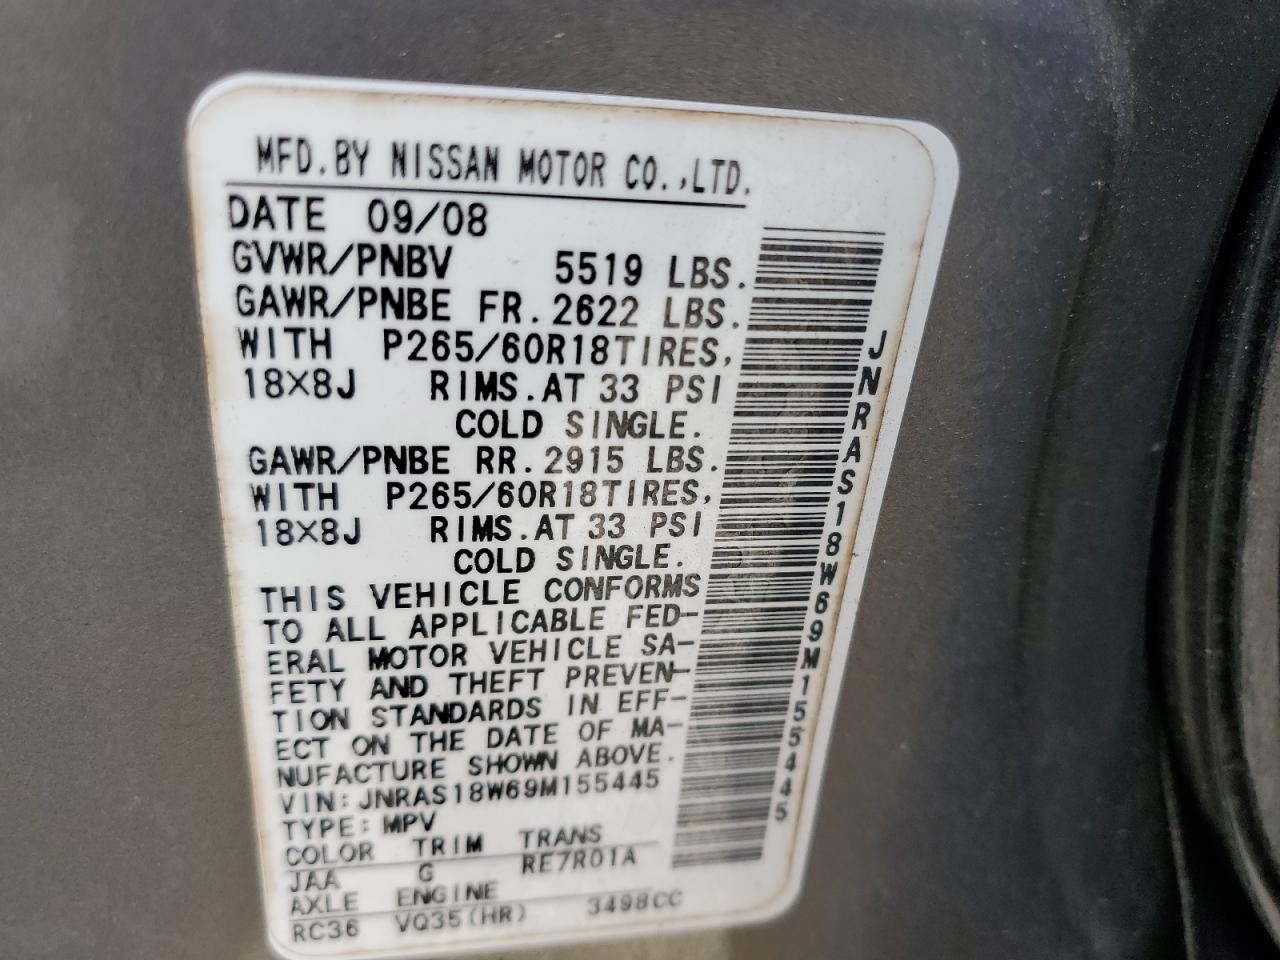 MFD.BY NISSAN MOTOR CO.,LTD.
DATE 09/08
GVWR/PNBV 5519 LBS.
GAWR/PNBE FR.2622 LBS.
WITH P265/60R18TIRES,
18X8J RIMS.AT 33 PSI
COLD SINGLE.
GAWR/PNBE RR.2915 LBS.
WITH P265/60R18TIRES,
18X8J RIMS.AT 33 PSI
COLD SINGLE.
THIS VEHICLE CONFORMS
TO ALL APPLICABLE FED-
ERAL MOTOR VEHICLE SA-
FETY AND THEFT PREVEN-
TION STANDARDS IN EFF-
ECT ON THE DATE OF MA-
NUFACTURE SHOWN ABOVE.
VIN:JNRAS18W69M155445
TYPE:MPV
COLOR TRIM TRANS
JAA G RE7R01A
AXLE ENGINE
RC36 VQ35(HR) 3498CC
JNRAS18W69M155445